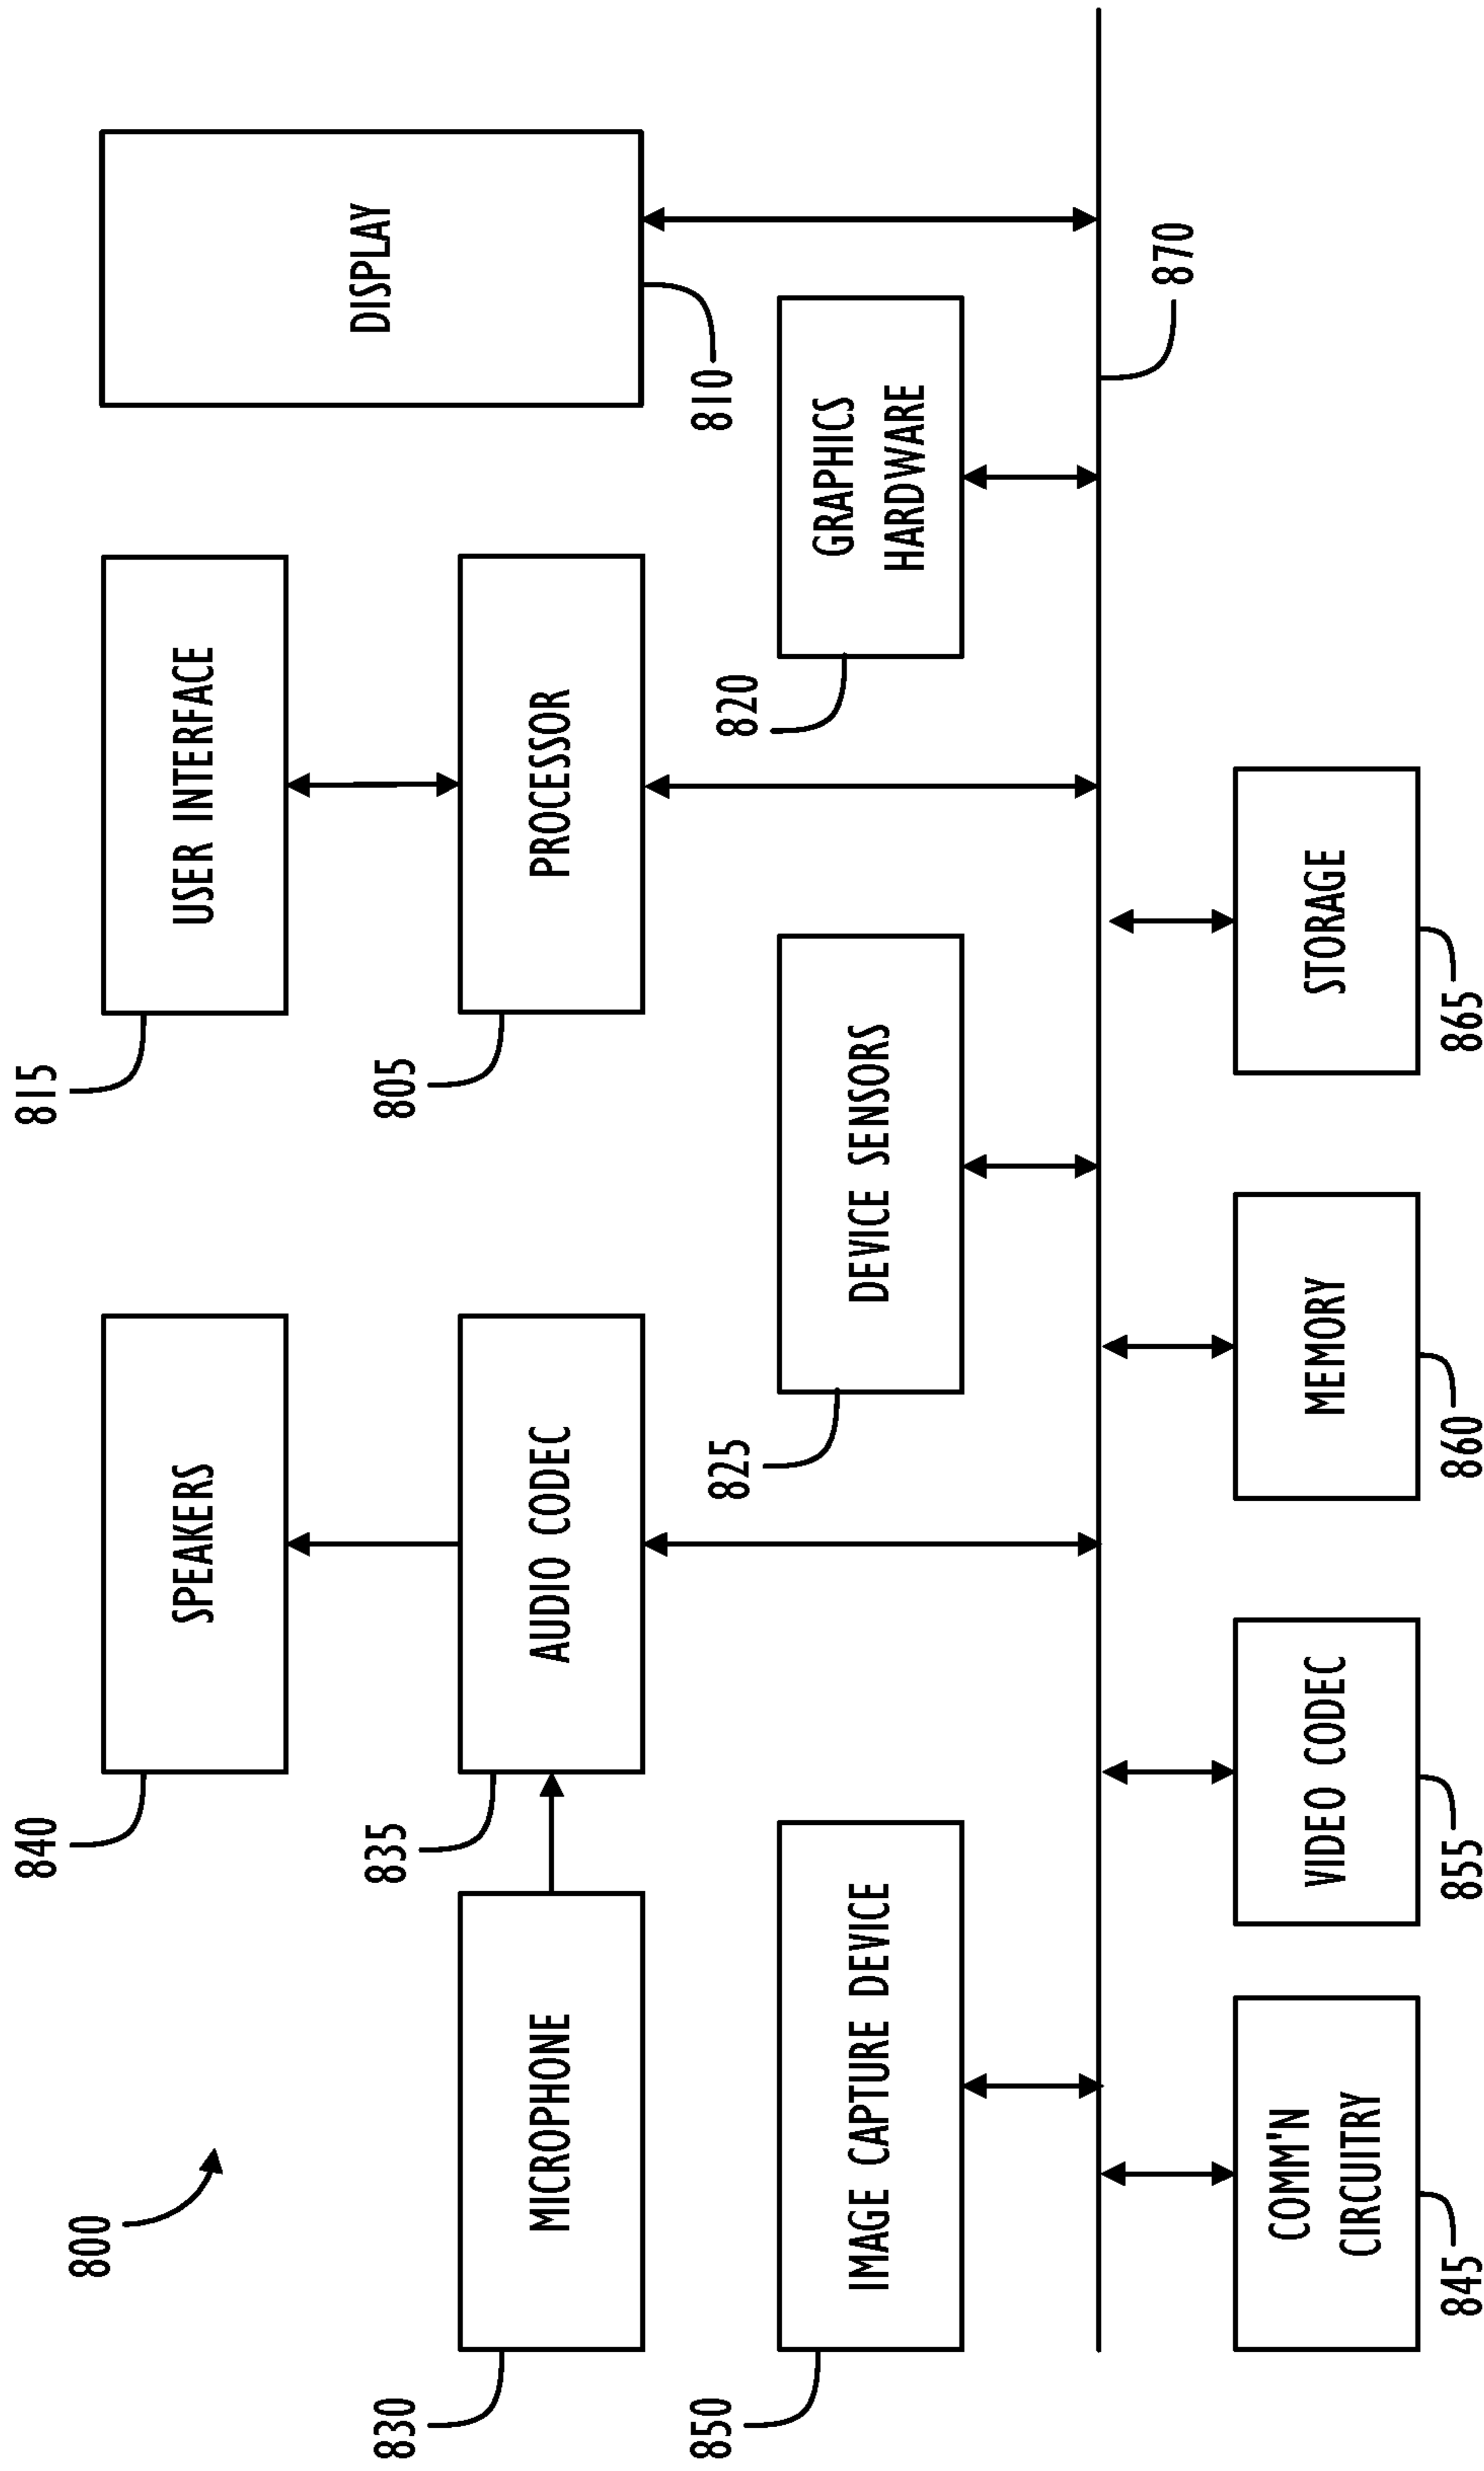 800
840
SPEAKERS
815
USER INTERFACE
DISPLAY
830
MICROPHONE
835
AUDIO CODEC
805
PROCESSOR
810
850
IMAGE CAPTURE DEVICE
825
DEVICE SENSORS
820
GRAPHICS
HARDWARE
870
COMM'N
CIRCUITRY
845
VIDEO CODEC
855
MEMORY
860
STORAGE
865